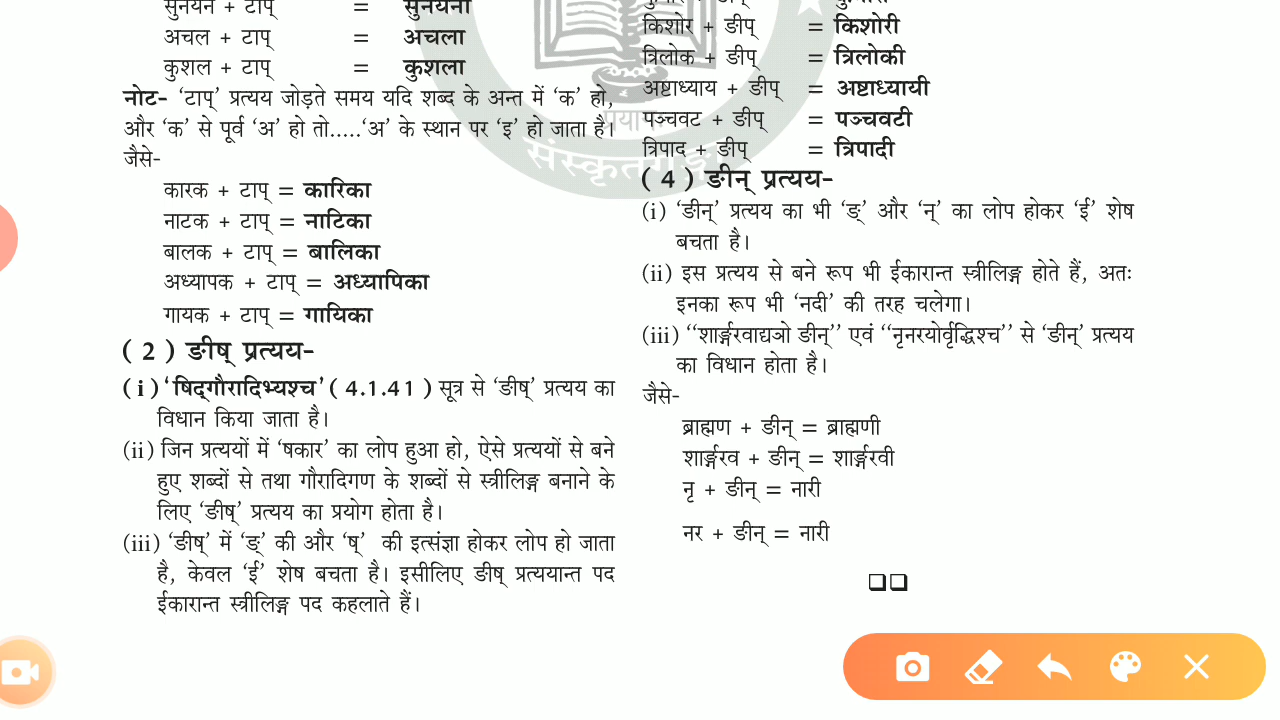 सुनयन + टाप् = सुनयना
अचल + टाप् = अचला
कुशल + टाप् = कुशला
नोट- ‘टाप्’ प्रत्यय जोड़ते समय यदि शब्द के अन्त में ‘क’ हो,
और ‘क’ से पूर्व ‘अ’ हो तो.....‘अ’ के स्थान पर ‘इ’ हो जाता है।
जैसे-
कारक + टाप् = कारिका
नाटक + टाप् = नाटिका
बालक + टाप् = बालिका
अध्यापक + टाप् = अध्यापिका
गायक + टाप् = गायिका
( 2 ) ङीष् प्रत्यय-
( i ) ‘षिद्गौरादिभ्यश्च’ ( 4.1.41 ) सूत्र से ‘ङीष्’ प्रत्यय का
विधान किया जाता है।
(ii) जिन प्रत्ययों में ‘षकार’ का लोप हुआ हो, ऐसे प्रत्ययों से बने
हुए शब्दों से तथा गौरादिगण के शब्दों से स्त्रीलिङ्ग बनाने के
लिए ‘ङीष्’ प्रत्यय का प्रयोग होता है।
(iii) ‘ङीष्’ में ‘ङ्’ की और ‘ष्’ की इत्संज्ञा होकर लोप हो जाता
है, केवल ‘ई’ शेष बचता है। इसीलिए ङीष् प्रत्ययान्त पद
ईकारान्त स्त्रीलिङ्ग पद कहलाते हैं।
किशोर + ङीप् = किशोरी
त्रिलोक + ङीप् = त्रिलोकी
अष्टाध्याय + ङीप् = अष्टाध्यायी
पञ्चवट + ङीप् = पञ्चवटी
त्रिपाद + ङीप् = त्रिपादी
( 4 ) ङीन् प्रत्यय-
(i) ‘ङीन्’ प्रत्यय का भी ‘ङ्’ और ‘न्’ का लोप होकर ‘ई’ शेष
बचता है।
(ii) इस प्रत्यय से बने रूप भी ईकारान्त स्त्रीलिङ्ग होते हैं, अतः
इनका रूप भी ‘नदी’ की तरह चलेगा।
(iii) ‘‘शार्ङ्गरवाद्यञो ङीन्’’ एवं ‘‘नृनरयोर्वृद्धिश्च’’ से ‘ङीन्’ प्रत्यय
का विधान होता है।
जैसे-
ब्राह्मण + ङीन् = ब्राह्मणी
शार्ङ्गरव + ङीन् = शार्ङ्गरवी
नृ + ङीन् = नारी
नर + ङीन् = नारी